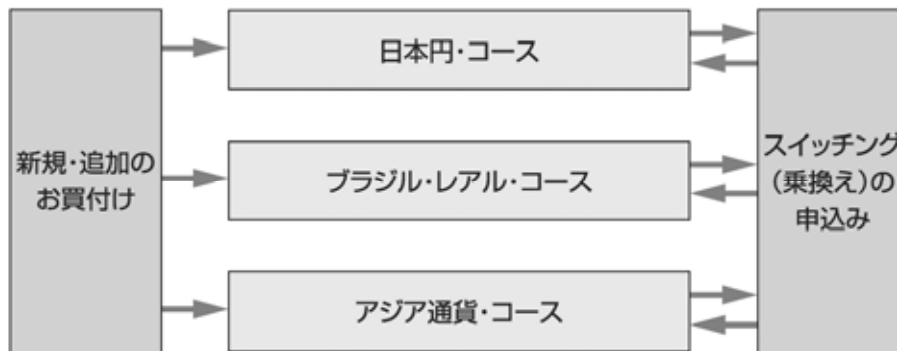 新規・追加の
お買付け
日本円・コース
ブラジル・レアル・コース
アジア通貨・コース
スイッチング
（乗換え）の
申込み